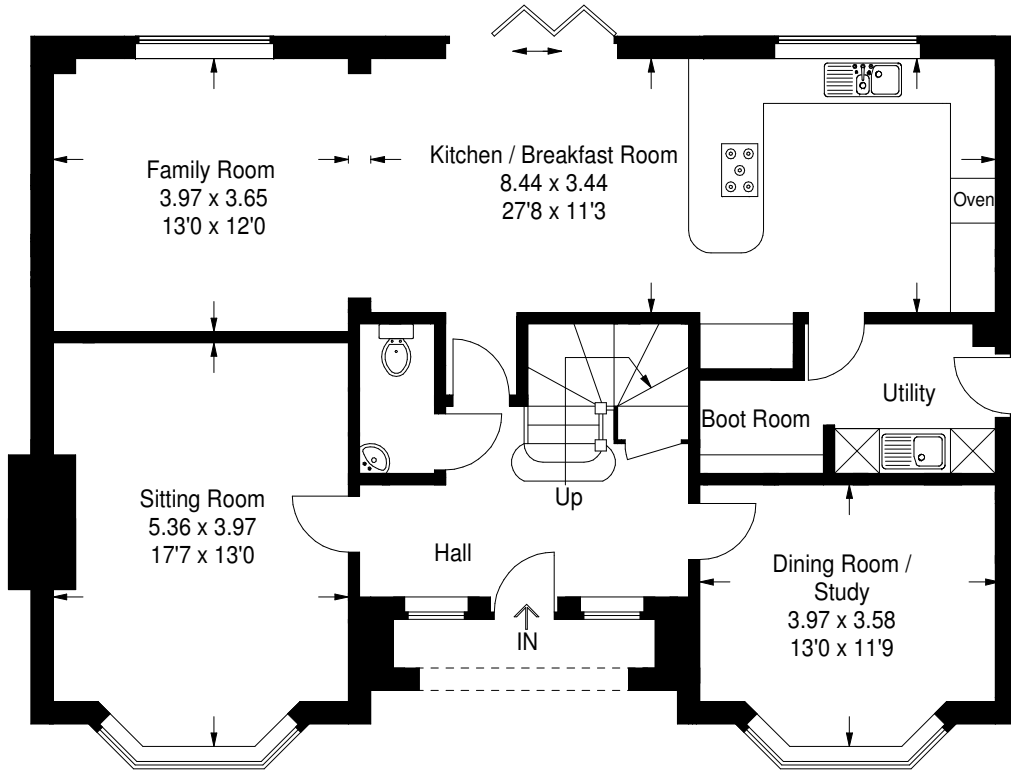 Family Room
3.97 x 3.65
13'0 x 12'0
Kitchen / Breakfast Room
8.44 x 3.44
27'8 x 11'3
Oven
Utility
Boot Room
Sitting Room
5.36 x 3.97
17'7 x 13'0
Up
Hall
Dining Room /
Study
3.97 x 3.58
13'0 x 11'9
IN